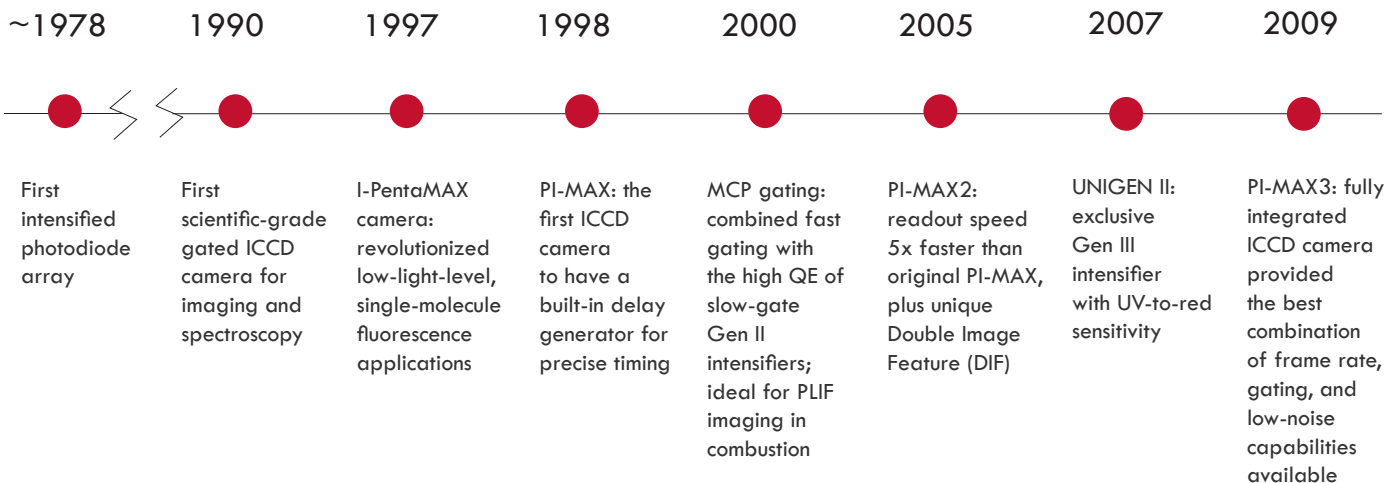 ~1978
1990
1997
1998
2000
2005
2007
2009
First
intensified
photodiode
array
First
scientific-grade
gated ICCD
camera for
imaging and
spectroscopy
I-PentaMAX
camera:
revolutionized
low-light-level,
single-molecule
fluorescence
applications
PI-MAX: the
first ICCD
camera
to have a
built-in delay
generator for
precise timing
MCP gating:
combined fast
gating with
the high QE of
slow-gate
Gen II
intensifiers;
ideal for PLIF
imaging in
combustion
PI-MAX2:
readout speed
5x faster than
original PI-MAX,
plus unique
Double Image
Feature (DIF)
UNIGEN II:
exclusive
Gen III
intensifier
with UV-to-red
sensitivity
PI-MAX3: fully
integrated
ICCD camera
provided
the best
combination
of frame rate,
gating, and
low-noise
capabilities
available